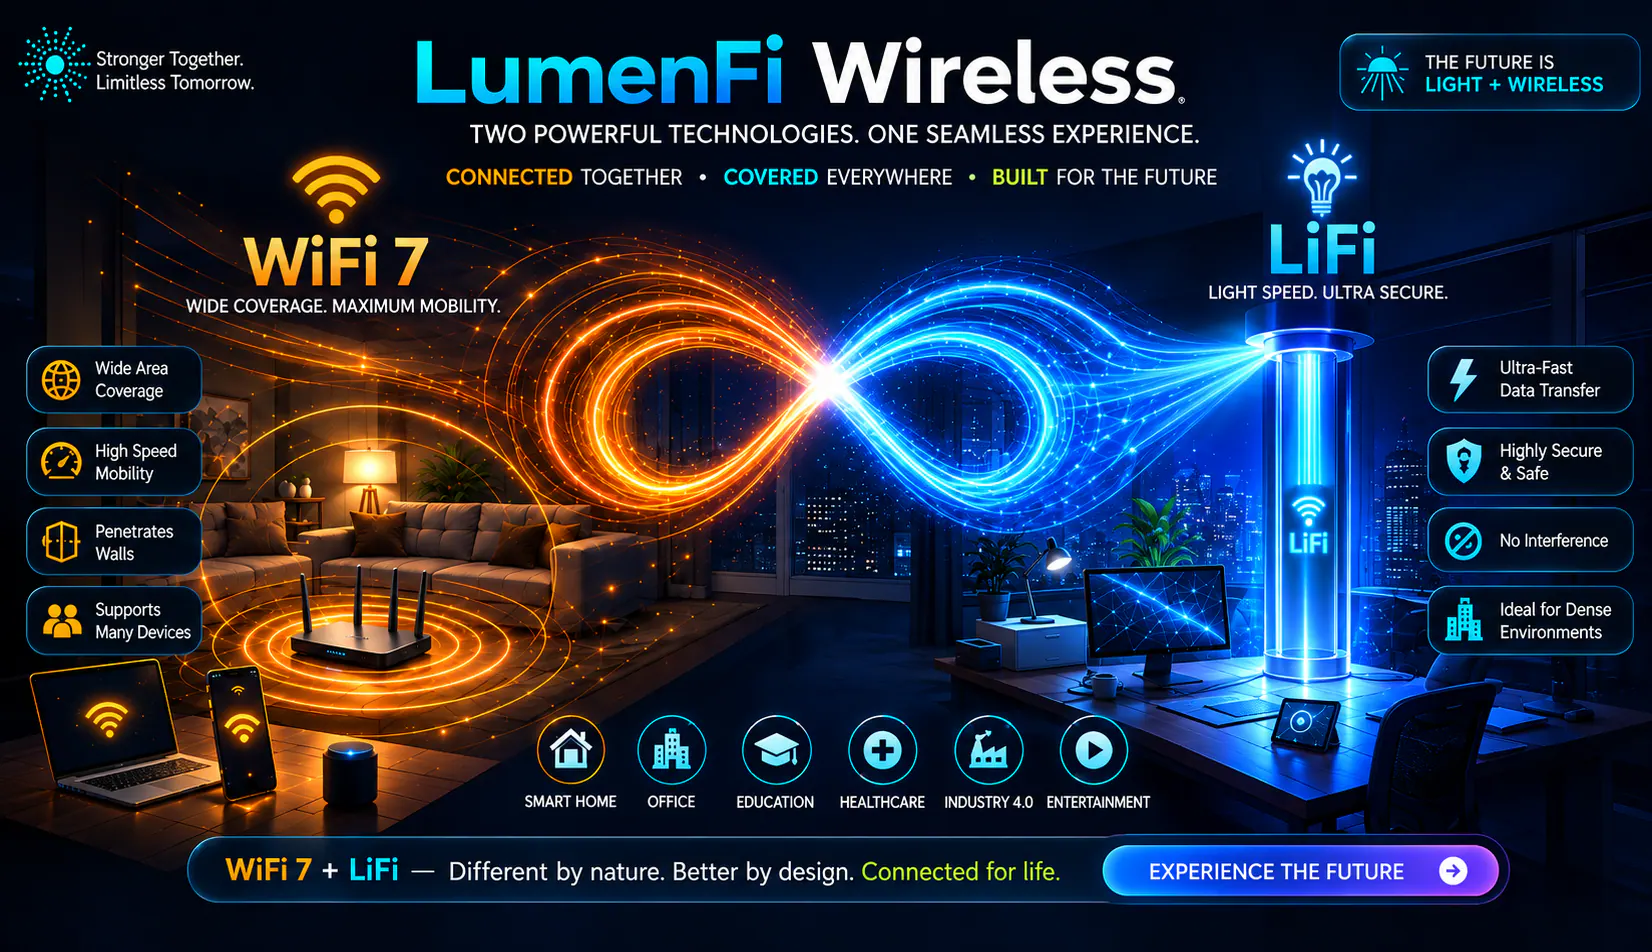 Stronger Together.
Limitless Tomorrow.
LumenFi Wireless®
TWO POWERFUL TECHNOLOGIES. ONE SEAMLESS EXPERIENCE.
CONNECTED TOGETHER • COVERED EVERYWHERE • BUILT FOR THE FUTURE
THE FUTURE IS
LIGHT + WIRELESS
WiFi 7
WIDE COVERAGE. MAXIMUM MOBILITY.
Wide Area
Coverage
High Speed
Mobility
Penetrates
Walls
Supports
Many Devices
LiFi
LIGHT SPEED. ULTRA SECURE.
Ultra-Fast
Data Transfer
Highly Secure
& Safe
No Interference
Ideal for Dense
Environments
LiFi
SMART HOME
OFFICE
EDUCATION
HEALTHCARE
INDUSTRY 4.0
ENTERTAINMENT
WiFi 7 + LiFi — Different by nature. Better by design. Connected for life.
EXPERIENCE THE FUTURE